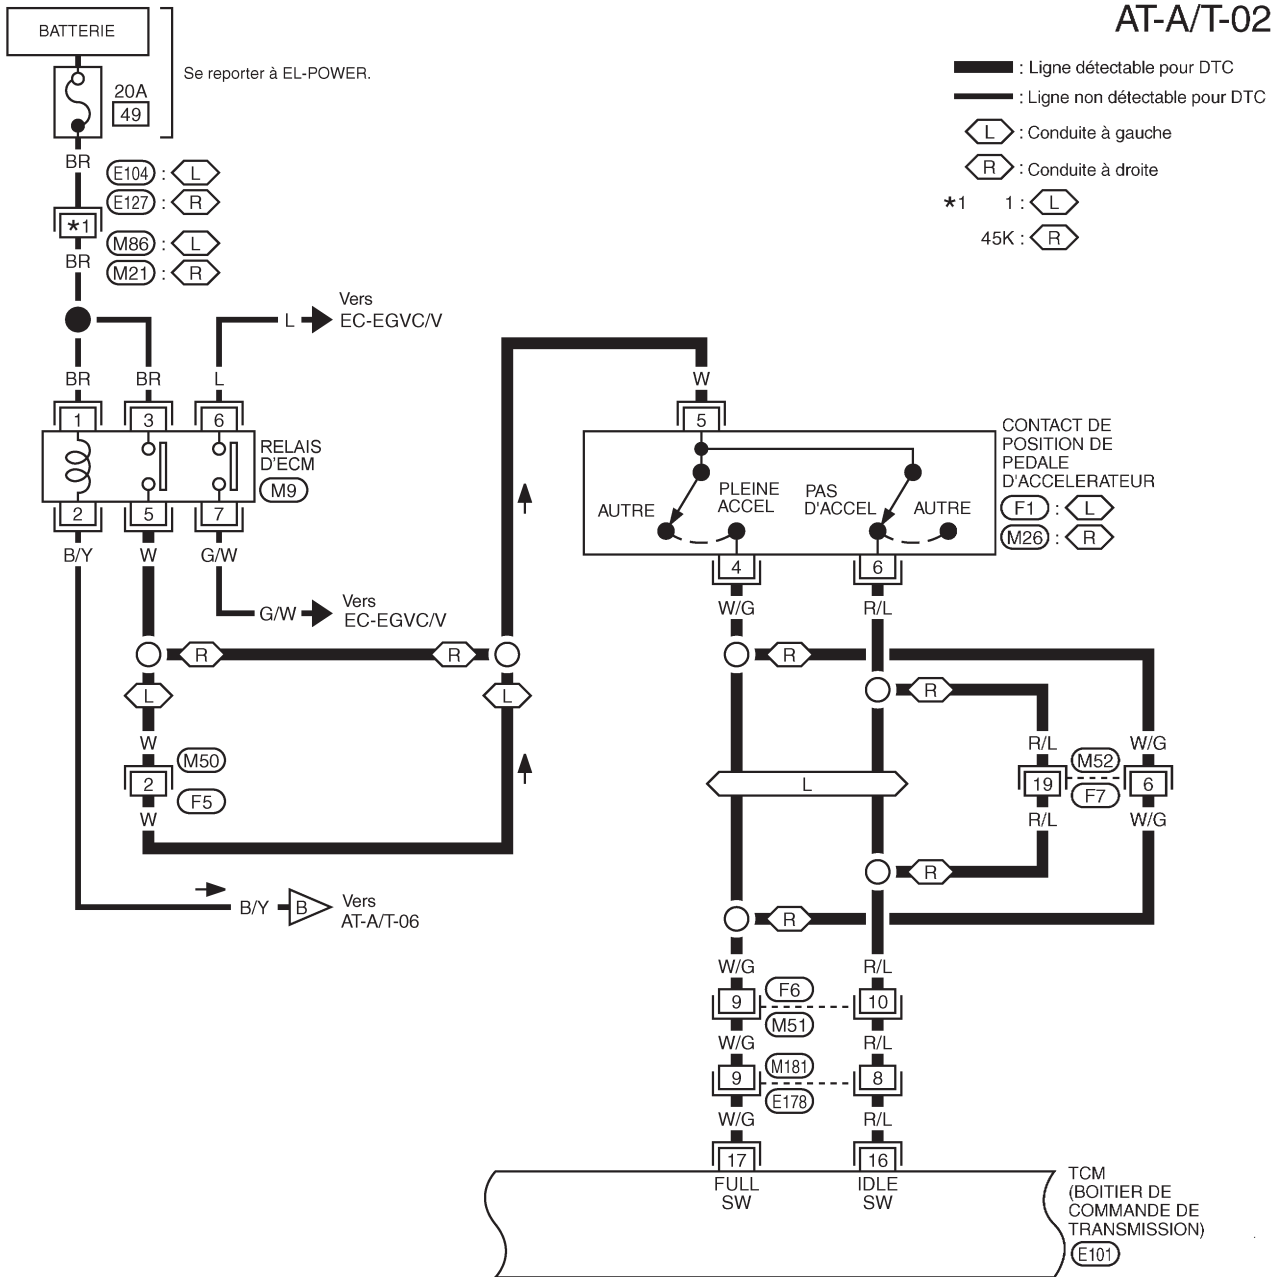 AT-A/T-02
BATTERIE
Se reporter à EL-POWER.
20A
49
: Ligne détectable pour DTC
: Ligne non détectable pour DTC
L : Conduite à gauche
R : Conduite à droite
*1 1 : L
45K : R
BR
E104 : L
E127 : R
*1
M86 : L
BR
M21 : R
Vers
L EC-EGVC/V
BR BR L
W
1 3 6
5
RELAIS
D'ECM
M9
2 5 7
CONTACT DE
POSITION DE
PEDALE
D'ACCELERATEUR
F1 : L
M26 : R
AUTRE
PLEINE
ACCEL
PAS
D'ACCEL
AUTRE
4 6
B/Y W G/W
W/G R/L
Vers
G/W EC-EGVC/V
R R
R
L L
R
W
R/L W/G
M50
2
F5
L
M52
19 6
F7
W
R/L W/G
R
Vers
B/Y B AT-A/T-06
R
W/G R/L
F6
9 10
M51
W/G R/L
M181
9 8
E178
W/G R/L
17 16
FULL
SW
IDLE
SW
TCM
(BOITIER DE
COMMANDE DE
TRANSMISSION)
E101